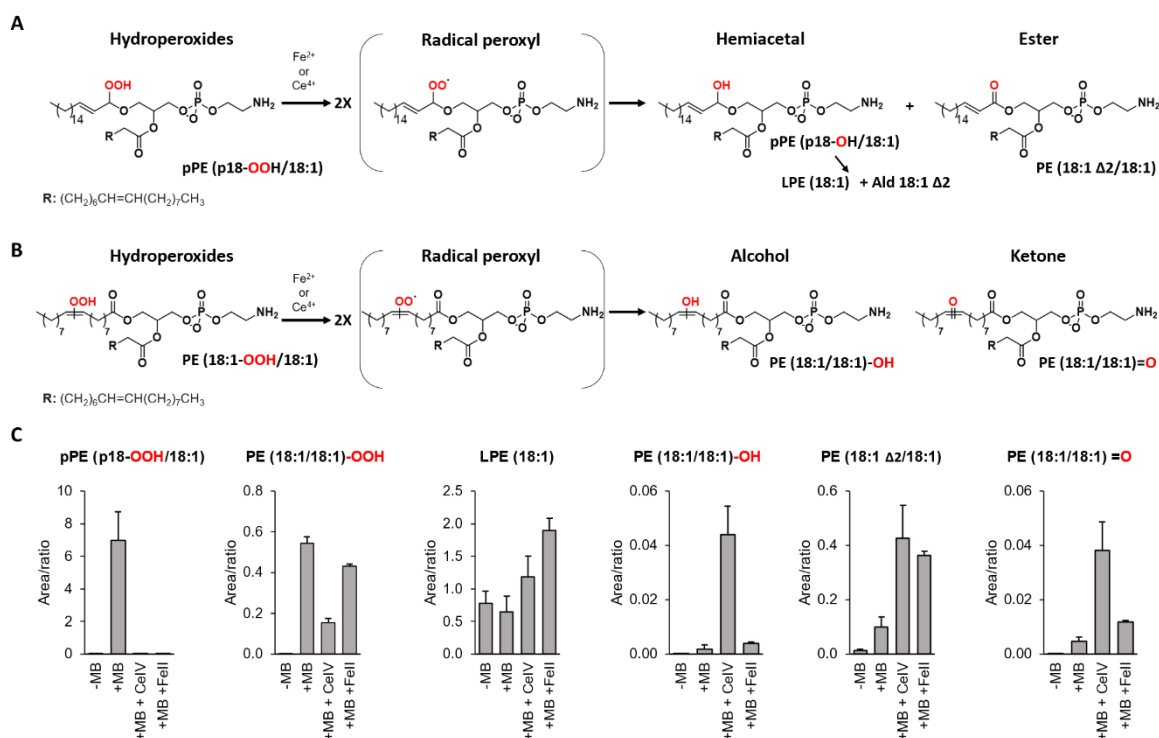 A
Hydroperoxides
Radical peroxyl
Hemiacetal
Ester
OOH
O
O
P
O
O
O
NH2
14
R
O
O
pPE (p18-OOH/18:1)
Fe2+
or
Ce4+
2X
OO·
O
O
P
O
O
O
NH2
14
R
O
O
OH
O
O
P
O
O
O
NH2
14
R
O
O
pPE (p18-OH/18:1)
LPE (18:1) + Ald 18:1 Δ2
+
O
O
O
P
O
O
O
NH2
14
R
O
O
PE (18:1 Δ2/18:1)
R: (CH2)6CH=CH(CH2)7CH3
B
Hydroperoxides
Radical peroxyl
Alcohol
Ketone
OOH
O
O
O
P
O
O
O
NH2
7
7
R
O
O
PE (18:1-OOH/18:1)
Fe2+
or
Ce4+
2X
OO·
O
O
O
P
O
O
O
NH2
7
7
R
O
O
OH
O
O
O
P
O
O
O
NH2
7
7
R
O
O
PE (18:1/18:1)-OH
O
O
O
O
P
O
O
O
NH2
7
7
R
O
O
PE (18:1/18:1)=O
R: (CH2)6CH=CH(CH2)7CH3
C
pPE (p18-OOH/18:1)
Area/ratio
10
8
6
4
2
0
-MB
+MB
+MB + CeIV
+MB +FeII
PE (18:1/18:1)-OOH
Area/ratio
0.8
0.6
0.4
0.2
0.0
-MB
+MB
+MB + CeIV
+MB +FeII
LPE (18:1)
Area/ratio
2.5
2.0
1.5
1.0
0.5
0.0
-MB
+MB
+MB + CeIV
+MB +FeII
PE (18:1/18:1)-OH
Area/ratio
0.06
0.04
0.02
0.00
-MB
+MB
+MB + CeIV
+MB +FeII
PE (18:1 Δ2/18:1)
Area/ratio
0.6
0.4
0.2
0.0
-MB
+MB
+MB + CeIV
+MB +FeII
PE (18:1/18:1) =O
Area/ratio
0.06
0.04
0.02
0.00
-MB
+MB
+MB + CeIV
+MB +FeII